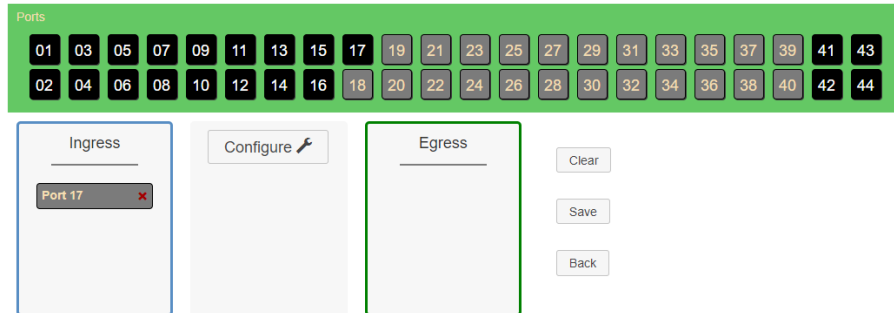 Ports
01 03 05 07 09 11 13 15 17 19 21 23 25 27 29 31 33 35 37 39 41 43
02 04 06 08 10 12 14 16 18 20 22 24 26 28 30 32 34 36 38 40 42 44
Ingress
Port 17
Configure
Egress
Clear
Save
Back